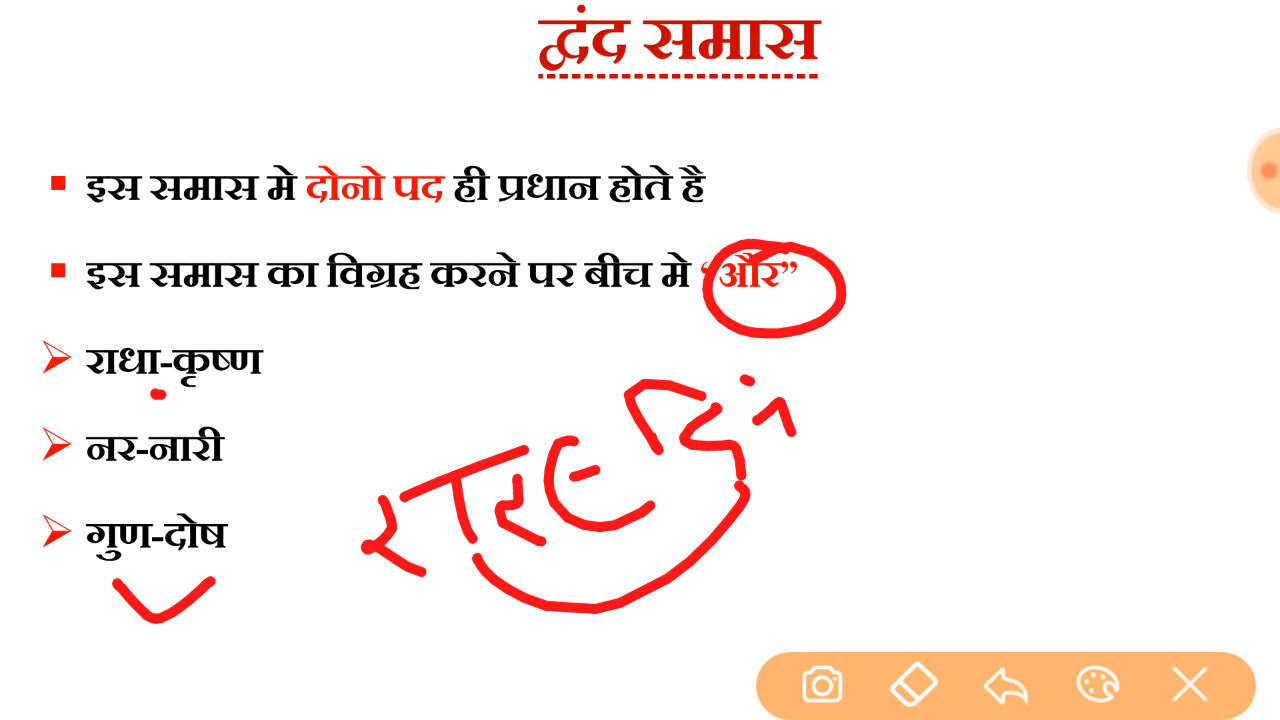 द्वंद समास
इस समास मे दोनो पद ही प्रधान होते है
इस समास का विग्रह करने पर बीच मे “और”
राधा-कृष्ण
नर-नारी
गुण-दोष